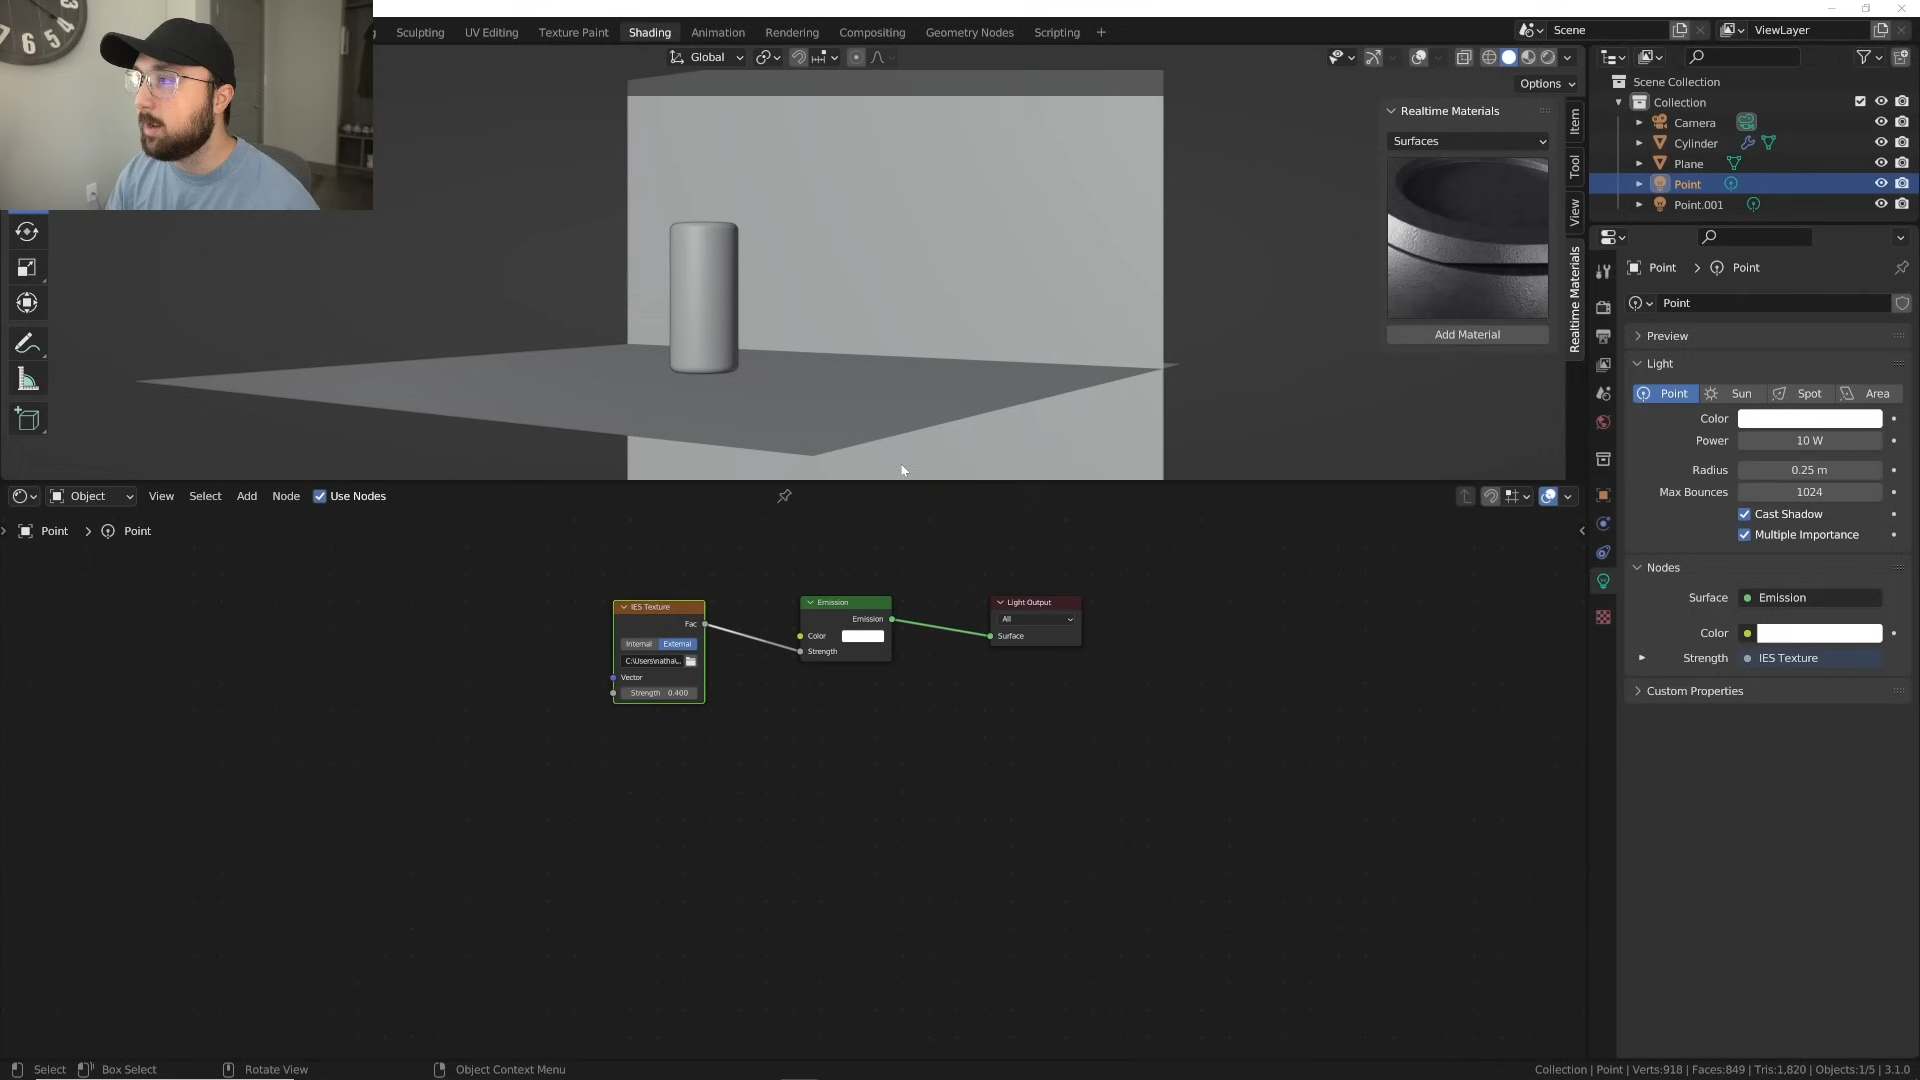 Sculpting UV Editing Texture Paint Shading Animation Rendering Compositing Geometry Nodes Scripting +
Scene
ViewLayer
Global
Options
Realtime Materials
Surfaces
Add Material
Item
Tool
View
Realtime Materials
Scene Collection
Collection
Camera
Cylinder
Plane
Point
Point.001
Point > Point
Point
Preview
Light
Point Sun Spot Area
Color
Power 10 W
Radius 0.25 m
Max Bounces 1024
Cast Shadow
Multiple Importance
Nodes
Surface Emission
Color
Strength IES Texture
Custom Properties
Object View Select Add Node Use Nodes
Point > Point
IES Texture
Fac
Internal External
C:\Users\natha\...
Vector
Strength 0.400
Emission
Emission
Color
Strength
Light Output
All
Surface
Select Box Select Rotate View Object Context Menu
Collection | Point | Verts:918 | Faces:849 | Tris:1,820 | Objects:1/5 | 3.1.0